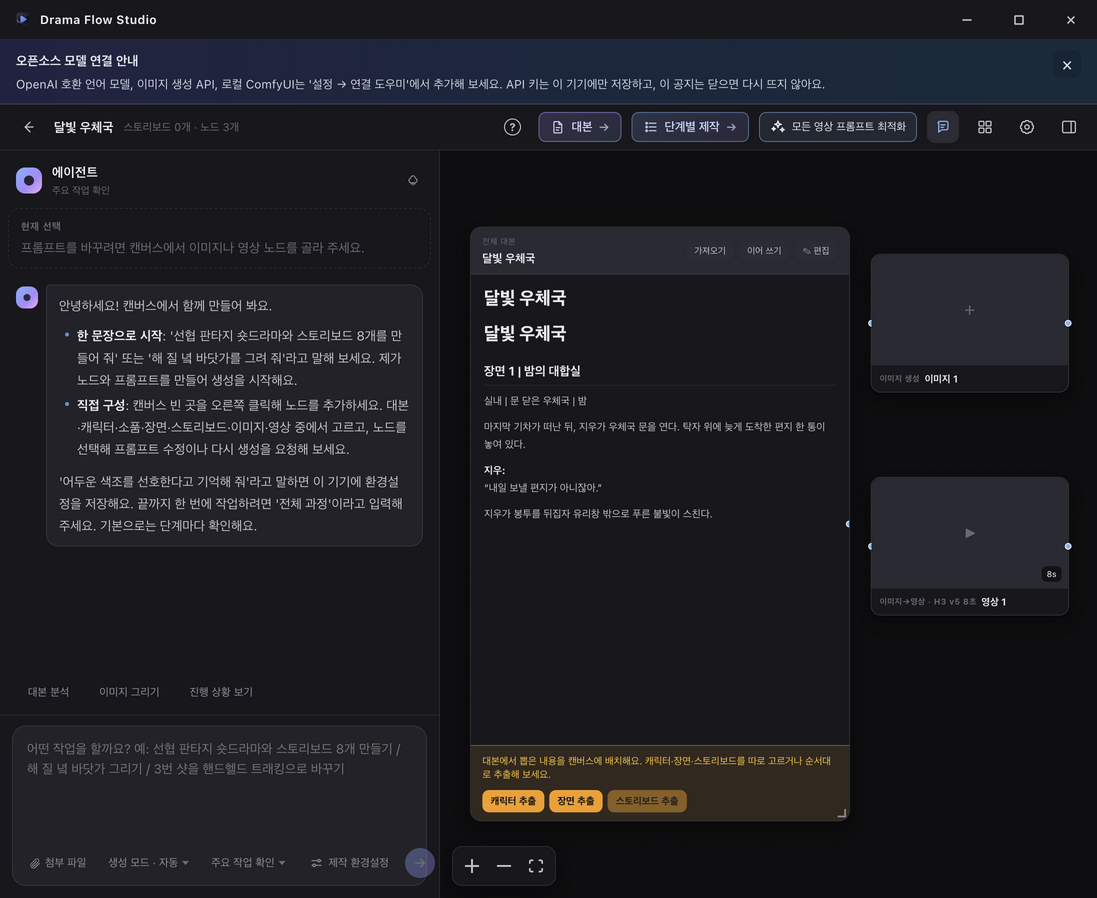 Drama Flow Studio
오픈소스 모델 연결 안내
OpenAI 호환 언어 모델, 이미지 생성 API, 로컬 ComfyUI는 '설정 → 연결 도우미'에서 추가해 보세요. API 키는 이 기기에만 저장하고, 이 공지는 닫으면 다시 뜨지 않아요.
달빛 우체국
스토리보드 0개 · 노드 3개
대본 →
단계별 제작 →
모든 영상 프롬프트 최적화
에이전트
주요 작업 확인
현재 선택
프롬프트를 바꾸려면 캔버스에서 이미지나 영상 노드를 골라 주세요.
안녕하세요! 캔버스에서 함께 만들어 봐요.
• 한 문장으로 시작: '선협 판타지 숏드라마와 스토리보드 8개를 만
들어 줘' 또는 '해 질 녘 바닷가를 그려 줘'라고 말해 보세요. 제가
노드와 프롬프트를 만들어 생성을 시작해요.
• 직접 구성: 캔버스 빈 곳을 오른쪽 클릭해 노드를 추가하세요. 대본
·캐릭터·소품·장면·스토리보드·이미지·영상 중에서 고르고, 노드를
선택해 프롬프트 수정이나 다시 생성을 요청해 보세요.
'어두운 색조를 선호한다고 기억해 줘'라고 말하면 이 기기에 환경설
정을 저장해요. 끝까지 한 번에 작업하려면 '전체 과정'이라고 입력해
주세요. 기본으로는 단계마다 확인해요.
대본 분석
이미지 그리기
진행 상황 보기
어떤 작업을 할까요? 예: 선협 판타지 숏드라마와 스토리보드 8개 만들기 /
해 질 녘 바닷가 그리기 / 3번 샷을 핸드헬드 트래킹으로 바꾸기
첨부 파일
생성 모드 · 자동
주요 작업 확인
제작 환경설정
전체 대본
달빛 우체국
가져오기
이어 쓰기
✎ 편집
달빛 우체국
달빛 우체국
장면 1 | 밤의 대합실
실내 | 문 닫은 우체국 | 밤
마지막 기차가 떠난 뒤, 지우가 우체국 문을 연다. 탁자 위에 늦게 도착한 편지 한 통이
놓여 있다.
지우:
“내일 보낼 편지가 아니잖아.”
지우가 봉투를 뒤집자 유리창 밖으로 푸른 불빛이 스친다.
대본에서 뽑은 내용을 캔버스에 배치해요. 캐릭터·장면·스토리보드를 따로 고르거나 순서대
로 추출해 보세요.
캐릭터 추출
장면 추출
스토리보드 추출
이미지 생성 이미지 1
8s
이미지→영상 · H3 v5 8초 영상 1